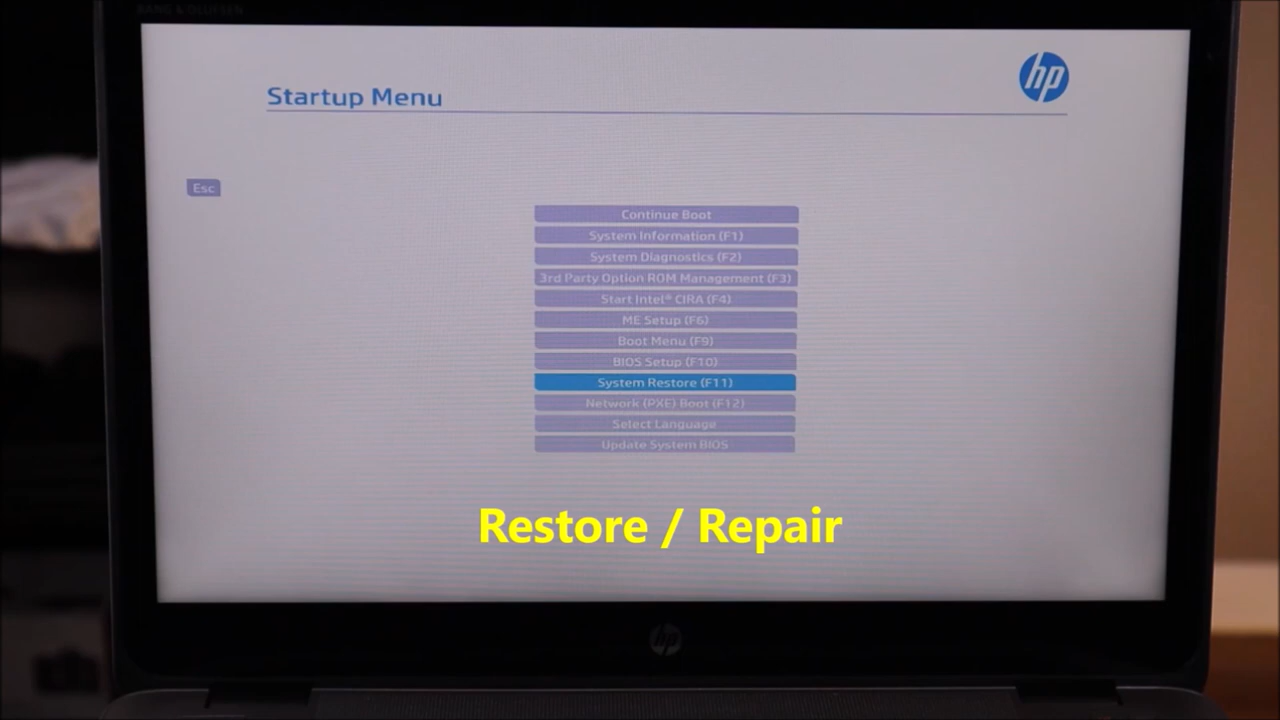 BANG & OLUFSEN
hp
Startup Menu
Esc
Continue Boot
System Information (F1)
System Diagnostics (F2)
3rd Party Option ROM Management (F3)
Start Intel® CIRA (F4)
ME Setup (F6)
Boot Menu (F9)
BIOS Setup (F10)
System Restore (F11)
Network (PXE) Boot (F12)
Select Language
Update System BIOS
Restore / Repair
hp